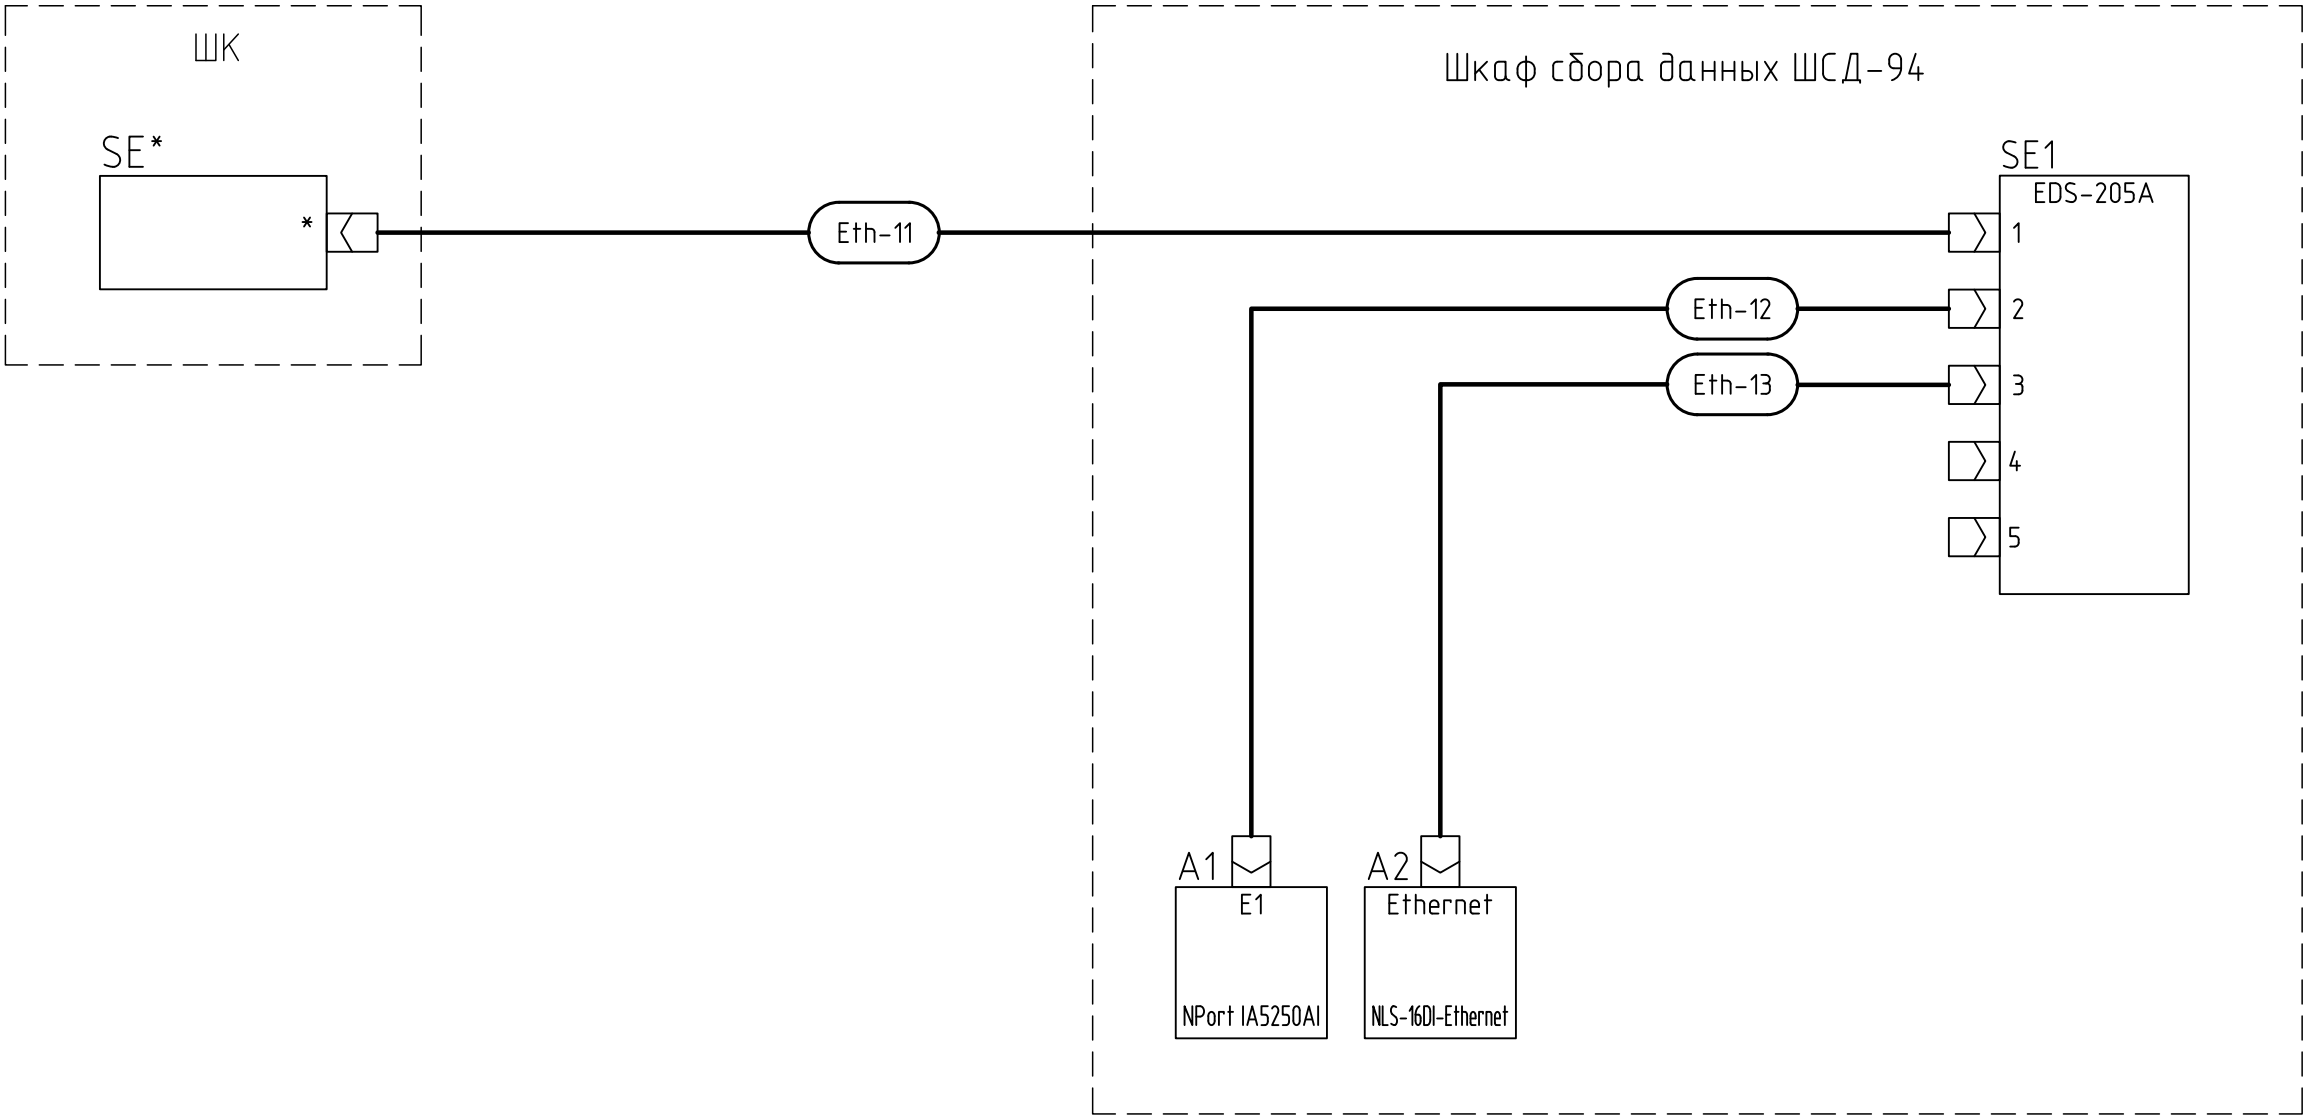 ШК
Шкаф сбора данных ШСД-94
SE*
*
SE1
EDS-205A
Eth-11
1
Eth-12
2
Eth-13
3
4
5
A1
E1
NPort IA5250AI
A2
Ethernet
NLS-16DI-Ethernet